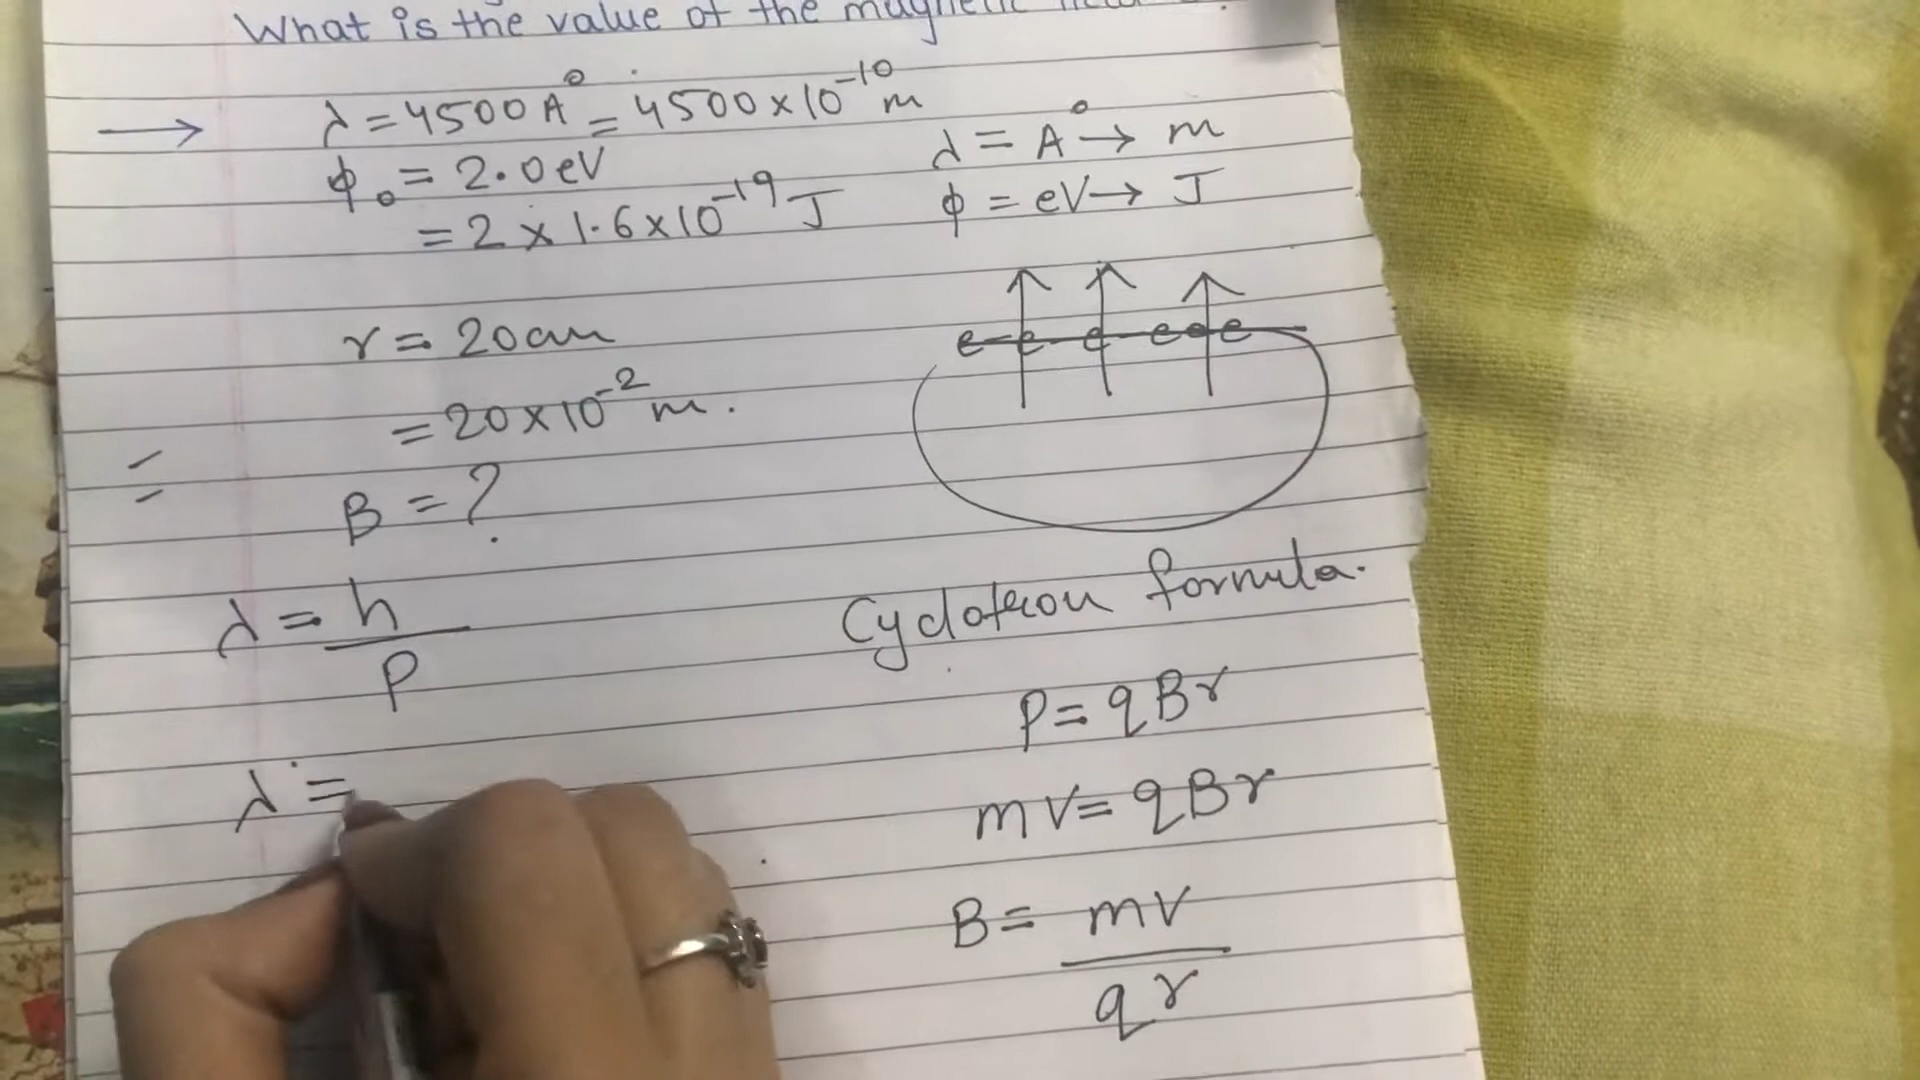 What is the value of the magnetic
λ = 4500 A° = 4500 × 10⁻¹⁰ m
λ = A° → m
ϕ₀ = 2.0 eV
ϕ = eV → J
= 2 × 1.6 × 10⁻¹⁹ J
r = 20 cm
e e e e e e
= 20 × 10⁻² m.
B = ?
λ = h / P
Cyclotron formula.
P = qBr
λ =
mv = qBr
B = mv / qr